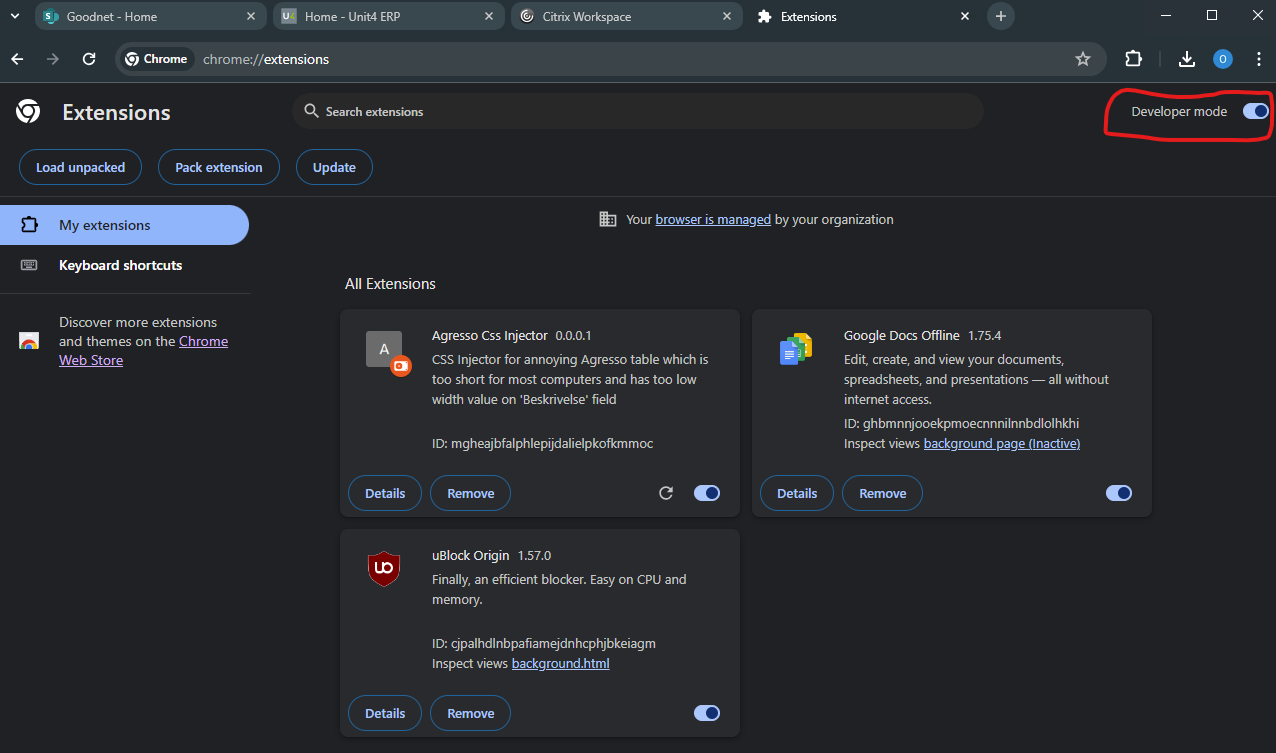 Goodnet - Home
U4
Home - Unit4 ERP
Citrix Workspace
Extensions
Chrome
chrome://extensions
O
Extensions
Search extensions
Developer mode
Load unpacked
Pack extension
Update
My extensions
Keyboard shortcuts
Discover more extensions
and themes on the Chrome
Web Store
Your browser is managed by your organization
All Extensions
A
Agresso Css Injector 0.0.0.1
CSS Injector for annoying Agresso table which is
too short for most computers and has too low
width value on 'Beskrivelse' field
ID: mgheajbfalphlepijdalielpkofkmmoc
Details
Remove
Google Docs Offline 1.75.4
Edit, create, and view your documents,
spreadsheets, and presentations — all without
internet access.
ID: ghbmnnjooekpmoecnnnilnnbdlolhkhi
Inspect views background page (Inactive)
Details
Remove
uBlock Origin 1.57.0
Finally, an efficient blocker. Easy on CPU and
memory.
ID: cjpalhdlnbpafiamejdnhcphjbkeiagm
Inspect views background.html
Details
Remove